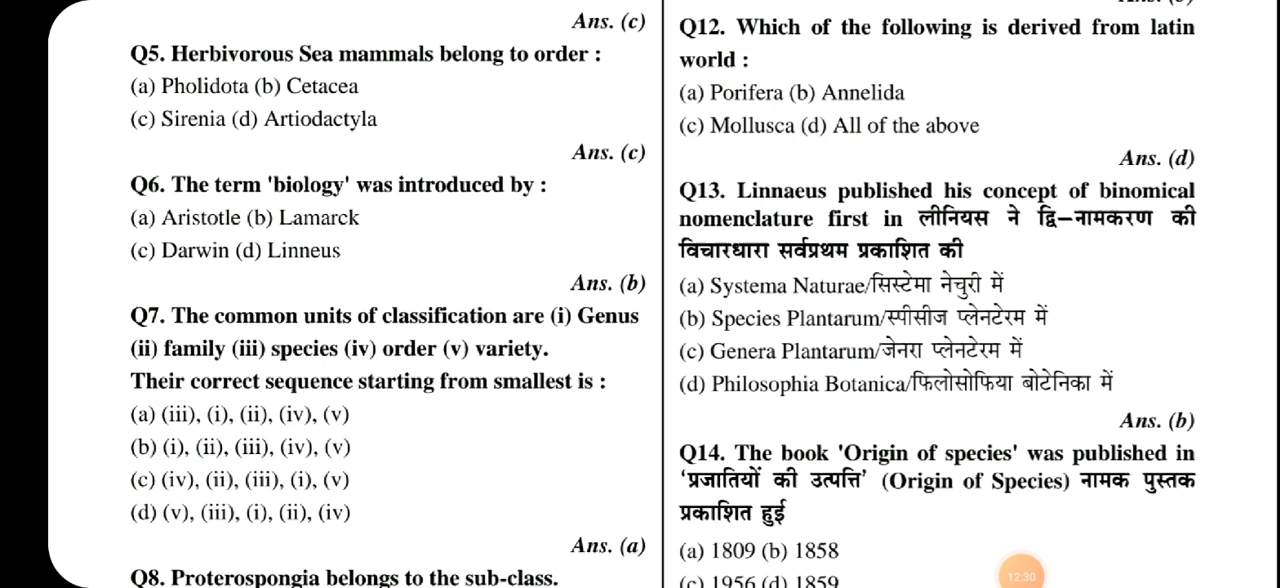 Ans. (c)
Q5. Herbivorous Sea mammals belong to order :
(a) Pholidota (b) Cetacea
(c) Sirenia (d) Artiodactyla
Ans. (c)
Q6. The term 'biology' was introduced by :
(a) Aristotle (b) Lamarck
(c) Darwin (d) Linneus
Ans. (b)
Q7. The common units of classification are (i) Genus
(ii) family (iii) species (iv) order (v) variety.
Their correct sequence starting from smallest is :
(a) (iii), (i), (ii), (iv), (v)
(b) (i), (ii), (iii), (iv), (v)
(c) (iv), (ii), (iii), (i), (v)
(d) (v), (iii), (i), (ii), (iv)
Ans. (a)
Q8. Proterospongia belongs to the sub-class.
Q12. Which of the following is derived from latin
world :
(a) Porifera (b) Annelida
(c) Mollusca (d) All of the above
Ans. (d)
Q13. Linnaeus published his concept of binomical
nomenclature first in लीनियस ने द्वि–नामकरण की
विचारधारा सर्वप्रथम प्रकाशित की
(a) Systema Naturae/सिस्टेमा नेचुरी में
(b) Species Plantarum/स्पीसीज प्लेनटेरम में
(c) Genera Plantarum/जेनरा प्लेनटेरम में
(d) Philosophia Botanica/फिलोसोफिया बोटेनिका में
Ans. (b)
Q14. The book 'Origin of species' was published in
‘प्रजातियों की उत्पत्ति’ (Origin of Species) नामक पुस्तक
प्रकाशित हुई
(a) 1809 (b) 1858
(c) 1956 (d) 1859
12:30